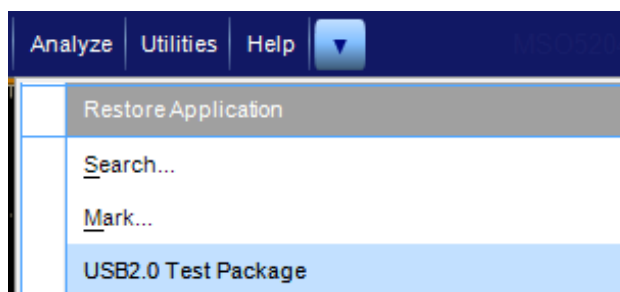 Analyze Utilities Help
Restore Application
Search...
Mark...
USB2.0 Test Package